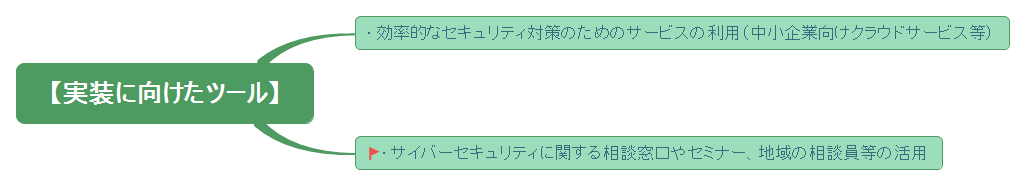 ・効率的なセキュリティ対策のためのサービスの利用（中小企業向けクラウドサービス等）
【実装に向けたツール】
・サイバーセキュリティに関する相談窓口やセミナー、地域の相談員等の活用